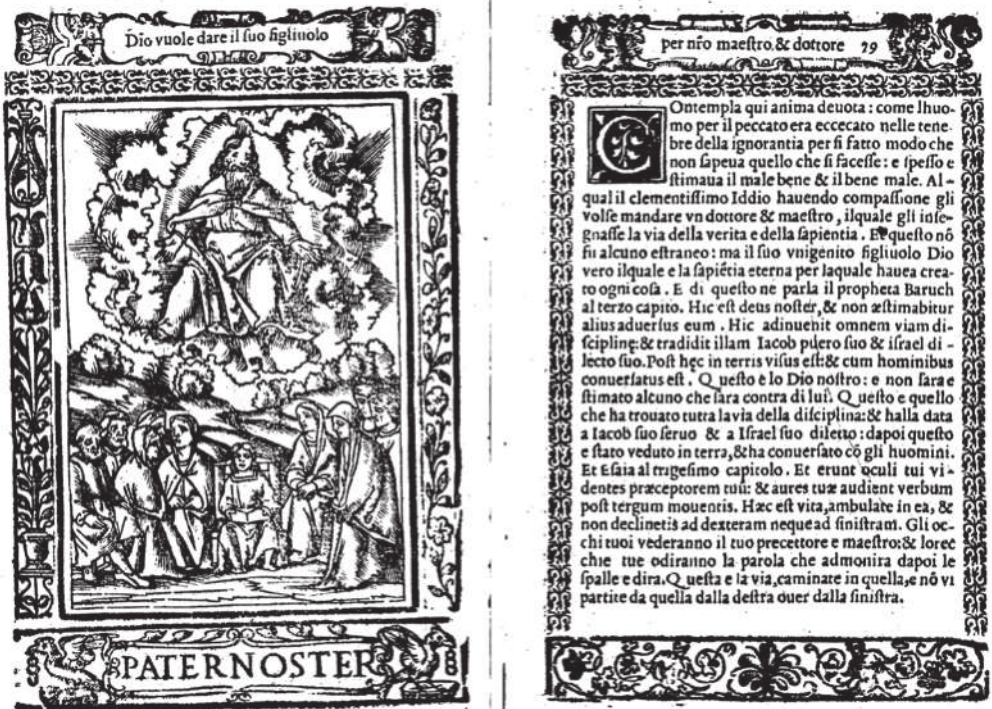 Dio vuole dare il ſuo figliuolo
PATERNOSTER
per nr̃o maeſtro, & dottore 79
COntempla qui anima deuota : come lhuo-
mo per il peccato era eccecato nelle tene-
bre della ignorantia per ſi fatto modo che
non ſapeua quello che ſi faceſſe : e ſpeſſo e
ſtimaua il male bene & il bene male. Al-
qual il clementiſſimo Iddio hauendo compaſſione gli
volſe mandare vn dottore & maeſtro, ilquale gli inſe-
gnaſſe la via della verita e della ſapientia. Et queſto nō
fu alcuno eſtraneo : ma il ſuo vnigenito figliuolo Dio
vero ilquale e la ſapiētia eterna per laquale hauea crea-
to ogni coſa. E di queſto ne parla il propheta Baruch
al terzo capito. Hic eſt deus noſter, & non æſtimabitur
alius aduerſus eum. Hic adinuenit omnem viam di-
ſciplinę: & tradidit illam Iacob puero ſuo & iſrael di-
lecto ſuo. Poſt hęc in terris viſus eſt: & cum hominibus
conuerſatus eſt. Queſto è lo Dio noſtro: e non ſara e
ſtimato alcuno che ſara contra di lui. Queſto e quello
che ha trouato tutta la via della diſciplina: & halla data
a Iacob ſuo ſeruo & a Iſrael ſuo diletto : dapoi queſto
e ſtato veduto in terra, & ha conuerſato cō gli huomini.
Et Eſaia al trigeſimo capitolo. Et erunt oculi tui vi-
dentes præceptorem tuū: & aures tuæ audient verbum
poſt tergum mouentis. Hæc eſt vita, ambulate in ea, &
non declinetis ad dexteram neque ad ſiniſtram. Gli oc-
chi tuoi vederanno il tuo precettore e maeſtro: & lorec
chie tue odiranno la parola che admonira dapoi le
ſpalle e dira. Queſta e la via, caminate in quella, e nō vi
partite da quella dalla deſtra ouer dalla ſiniſtra.